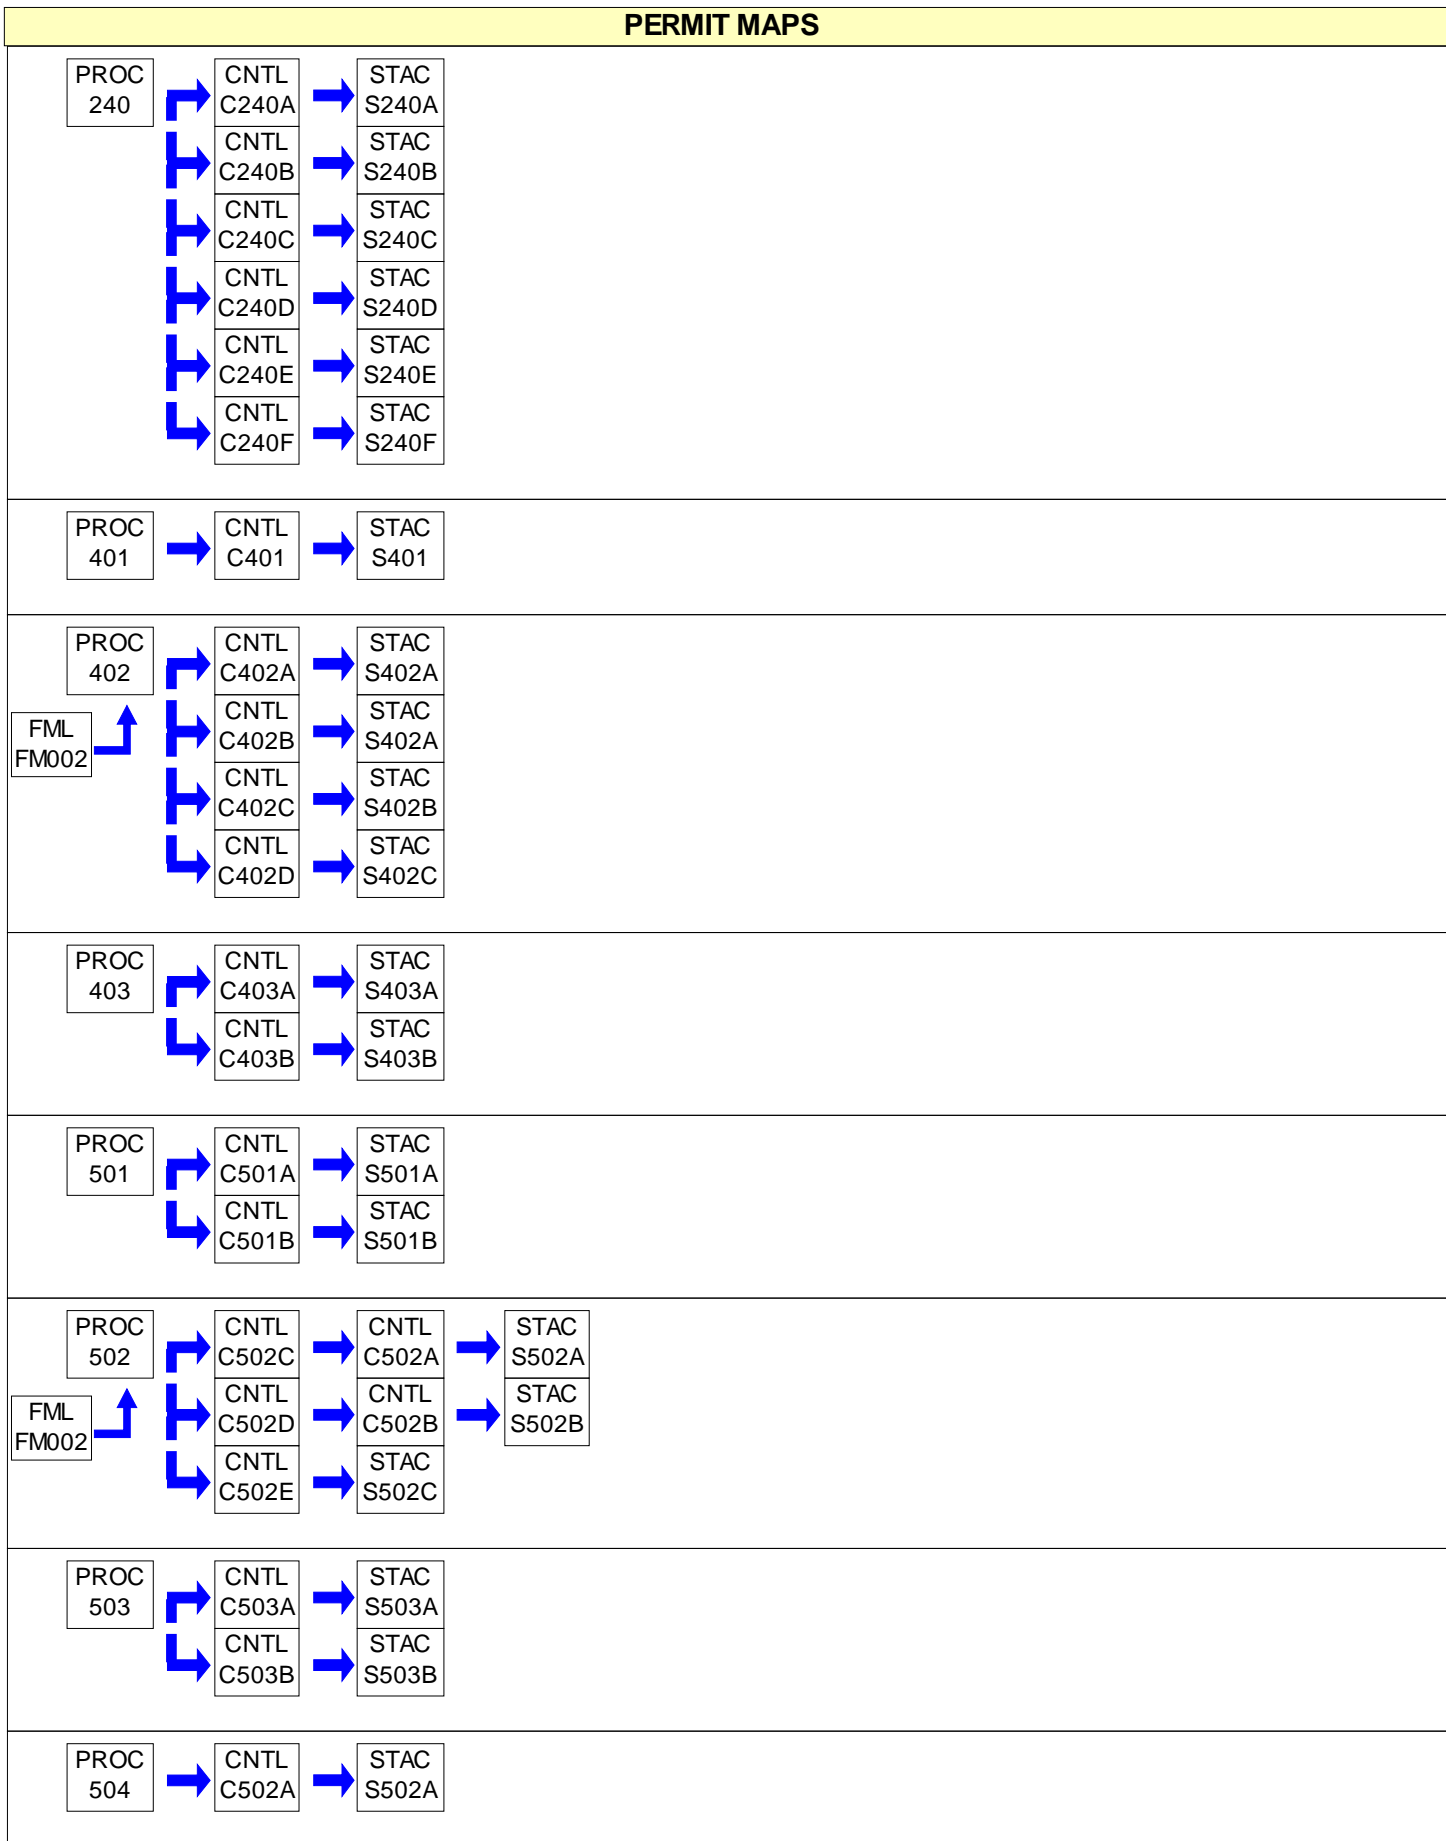 PERMIT MAPS
PROC
240
CNTL
C240A
STAC
S240A
CNTL
C240B
STAC
S240B
CNTL
C240C
STAC
S240C
CNTL
C240D
STAC
S240D
CNTL
C240E
STAC
S240E
CNTL
C240F
STAC
S240F
PROC
401
CNTL
C401
STAC
S401
PROC
402
CNTL
C402A
STAC
S402A
FML
FM002
CNTL
C402B
STAC
S402A
CNTL
C402C
STAC
S402B
CNTL
C402D
STAC
S402C
PROC
403
CNTL
C403A
STAC
S403A
CNTL
C403B
STAC
S403B
PROC
501
CNTL
C501A
STAC
S501A
CNTL
C501B
STAC
S501B
PROC
502
CNTL
C502C
CNTL
C502A
STAC
S502A
FML
FM002
CNTL
C502D
CNTL
C502B
STAC
S502B
CNTL
C502E
STAC
S502C
PROC
503
CNTL
C503A
STAC
S503A
CNTL
C503B
STAC
S503B
PROC
504
CNTL
C502A
STAC
S502A